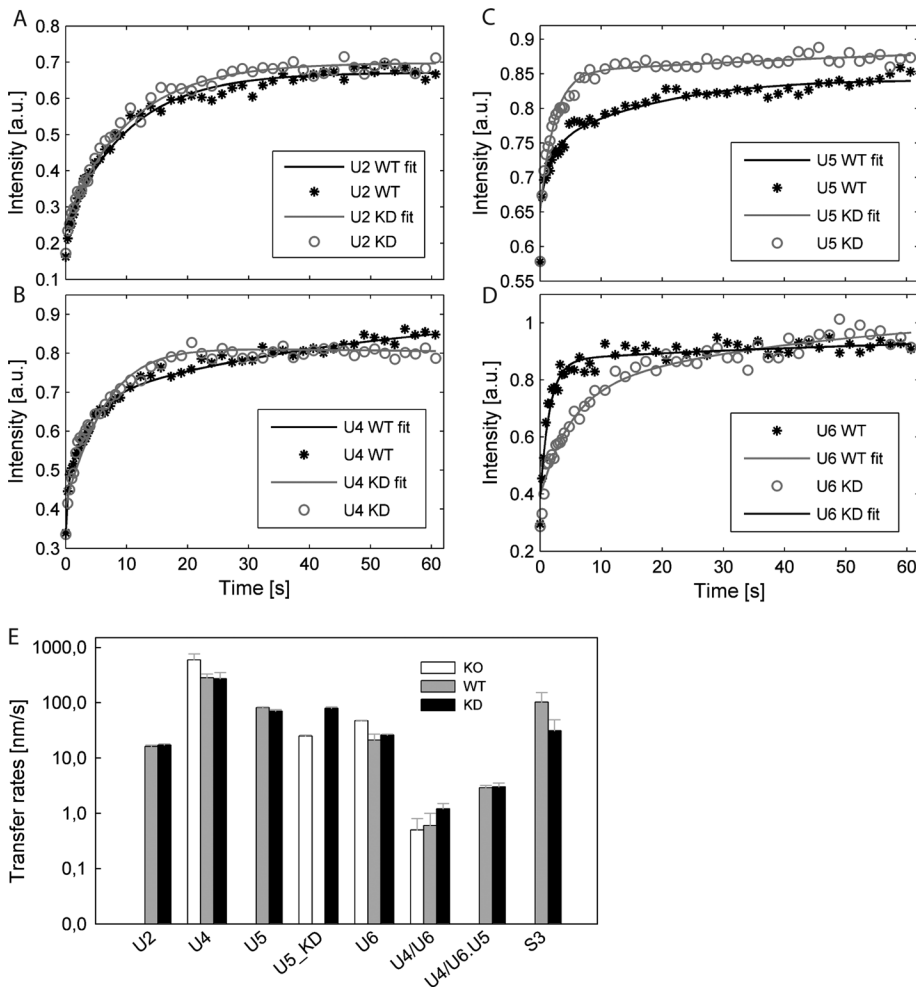 A
Intensity [a.u.]
0.8
0.7
0.6
0.5
0.4
0.3
0.2
0.1
U2 WT fit
U2 WT
U2 KD fit
U2 KD
B
Intensity [a.u.]
0.9
0.8
0.7
0.6
0.5
0.4
0.3
0 10 20 30 40 50 60
Time [s]
U4 WT fit
U4 WT
U4 KD fit
U4 KD
C
Intensity [a.u.]
0.9
0.85
0.8
0.75
0.7
0.65
0.6
0.55
U5 WT fit
U5 WT
U5 KD fit
U5 KD
D
Intensity [a.u.]
1
0.8
0.6
0.4
0.2
0 10 20 30 40 50 60
Time [s]
U6 WT
U6 WT fit
U6 KD
U6 KD fit
E
Transfer rates [nm/s]
1000,0
100,0
10,0
1,0
0,1
0,0
KO
WT
KD
U2 U4 U5 U5_KD U6 U4/U6 U4/U6.U5 S3